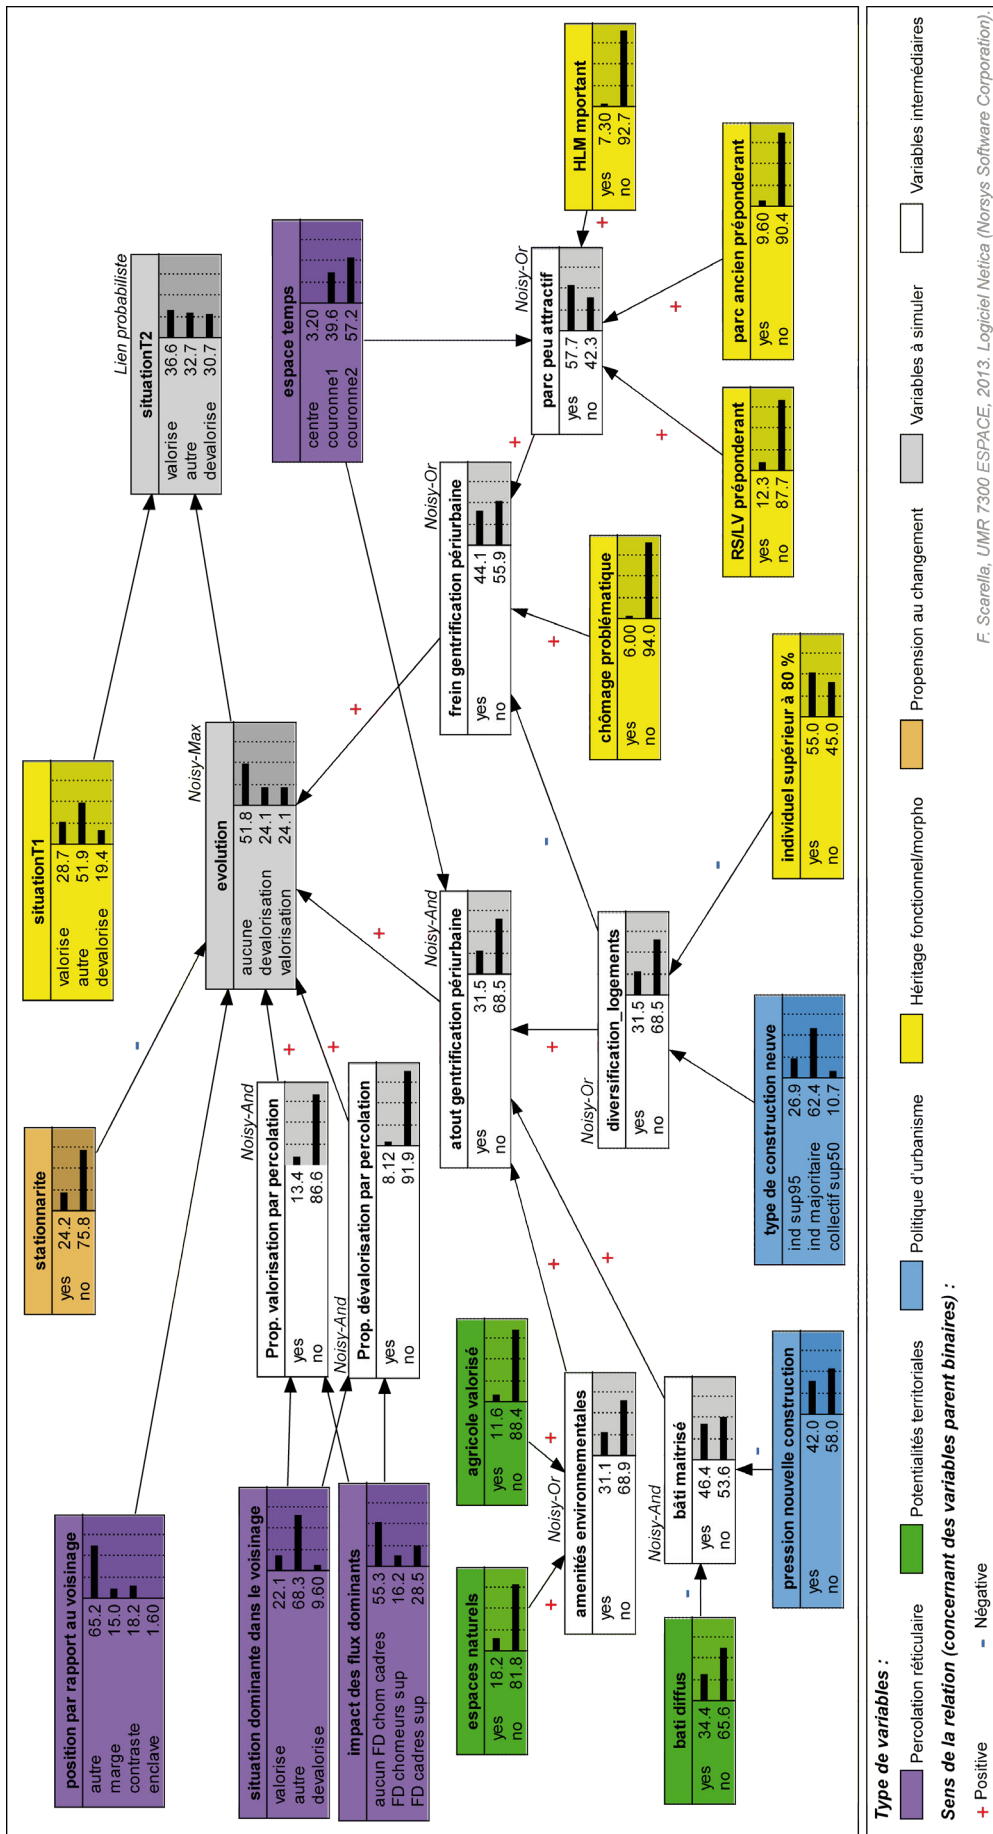 position par rapport au voisinage
autre 65.2
marge 15.0
contraste 18.2
enclave 1.60
stationnarite
yes 24.2
no 75.8
situationT1
valorise 28.7
autre 51.9
devalorise 19.4
Lien probabiliste
situationT2
valorise 36.6
autre 32.7
devalorise 30.7
situation dominante dans le voisinage
valorise 22.1
autre 68.3
devalorise 9.60
impact des flux dominants
aucun FD chom cadres 55.3
FD chomeurs sup 16.2
FD cadres sup 28.5
Noisy-And
Prop. valorisation par percolation
yes 13.4
no 86.6
Noisy-And
Prop. dévalorisation par percolation
yes 8.12
no 91.9
Noisy-Max
evolution
aucune 51.8
devalorisation 24.1
valorisation 24.1
espace temps
centre 3.20
couronne1 39.6
couronne2 57.2
espaces naturels
yes 18.2
no 81.8
agricole valorisé
yes 11.6
no 88.4
Noisy-And
atout gentrification périurbaine
yes 31.5
no 68.5
Noisy-Or
frein gentrification périurbaine
yes 44.1
no 55.9
Noisy-Or
parc peu attractif
yes 57.7
no 42.3
HLM mportant
yes 7.30
no 92.7
Noisy-Or
amenités environementales
yes 31.1
no 68.9
Noisy-Or
diversification_logements
yes 31.5
no 68.5
chômage problématique
yes 6.00
no 94.0
bati diffus
yes 34.4
no 65.6
Noisy-And
bâti maitrisé
yes 46.4
no 53.6
RS/LV préponderant
yes 12.3
no 87.7
parc ancien préponderant
yes 9.60
no 90.4
pression nouvelle construction
yes 42.0
no 58.0
type de construction neuve
ind sup95 26.9
ind majoritaire 62.4
collectif sup50 10.7
individuel supérieur à 80 %
yes 55.0
no 45.0
Type de variables :
Percolation réticulaire
Potentialités territoriales
Politique d'urbanisme
Héritage fonctionnel/morpho
Propension au changement
Variables à simuler
Variables intermédiaires
Sens de la relation (concernant des variables parent binaires) :
+ Positive
- Négative
F. Scarella, UMR 7300 ESPACE, 2013. Logiciel Netica (Norsys Software Corporation).